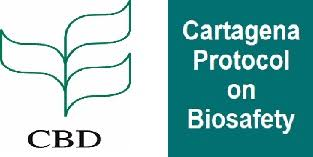 CBD
Cartagena
Protocol
on
Biosafety